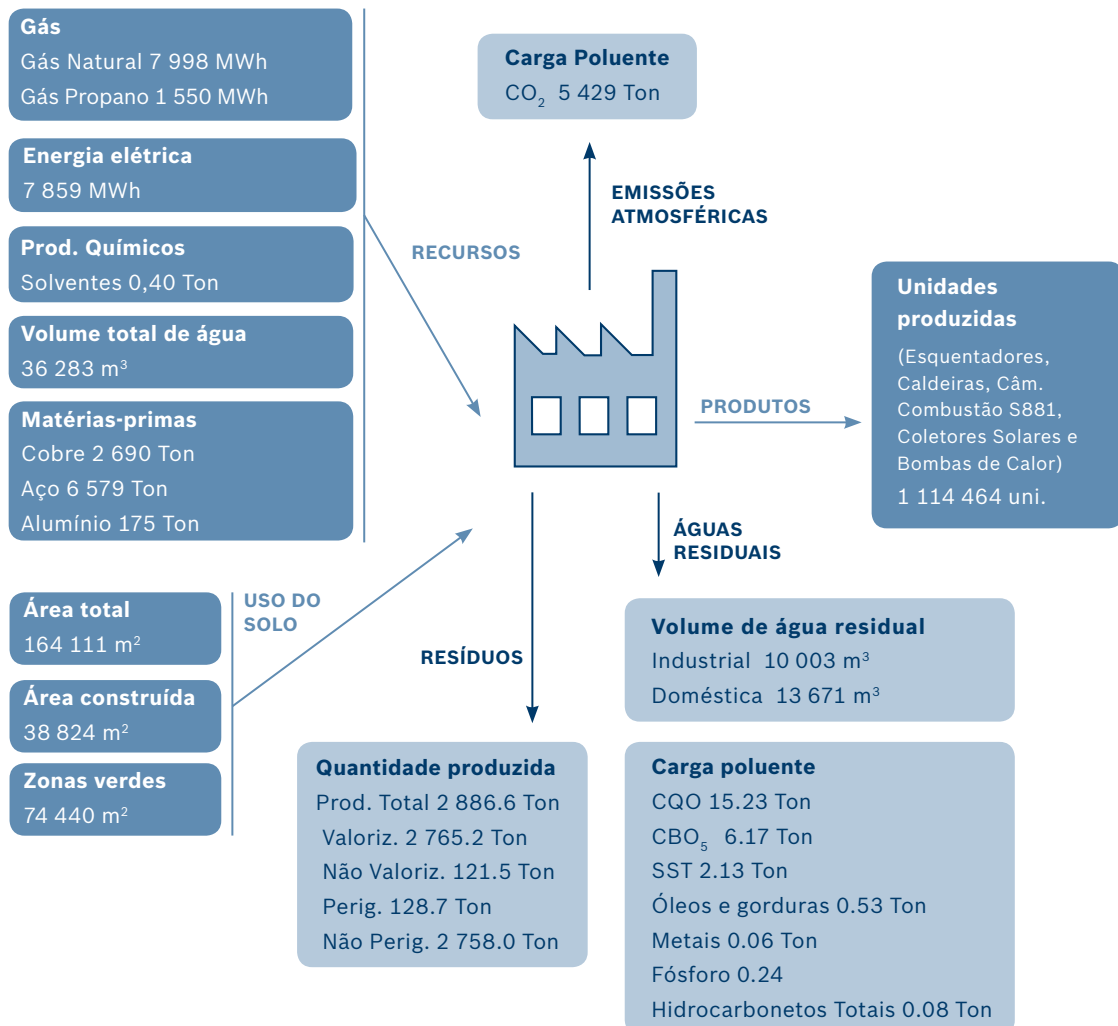 Gás
Gás Natural 7 998 MWh
Gás Propano 1 550 MWh
Energia elétrica
7 859 MWh
Prod. Químicos
Solventes 0,40 Ton
Volume total de água
36 283 m³
Matérias-primas
Cobre 2 690 Ton
Aço 6 579 Ton
Alumínio 175 Ton
RECURSOS
Carga Poluente
CO₂ 5 429 Ton
EMISSÕES
ATMOSFÉRICAS
PRODUTOS
Unidades
produzidas
(Esquentadores,
Caldeiras, Câm.
Combustão S881,
Coletores Solares e
Bombas de Calor)
1 114 464 uni.
Área total
164 111 m²
Área construída
38 824 m²
Zonas verdes
74 440 m²
USO DO
SOLO
RESÍDUOS
Quantidade produzida
Prod. Total 2 886.6 Ton
Valoriz. 2 765.2 Ton
Não Valoriz. 121.5 Ton
Perig. 128.7 Ton
Não Perig. 2 758.0 Ton
ÁGUAS
RESIDUAIS
Volume de água residual
Industrial 10 003 m³
Doméstica 13 671 m³
Carga poluente
CQO 15.23 Ton
CBO₅ 6.17 Ton
SST 2.13 Ton
Óleos e gorduras 0.53 Ton
Metais 0.06 Ton
Fósforo 0.24
Hidrocarbonetos Totais 0.08 Ton